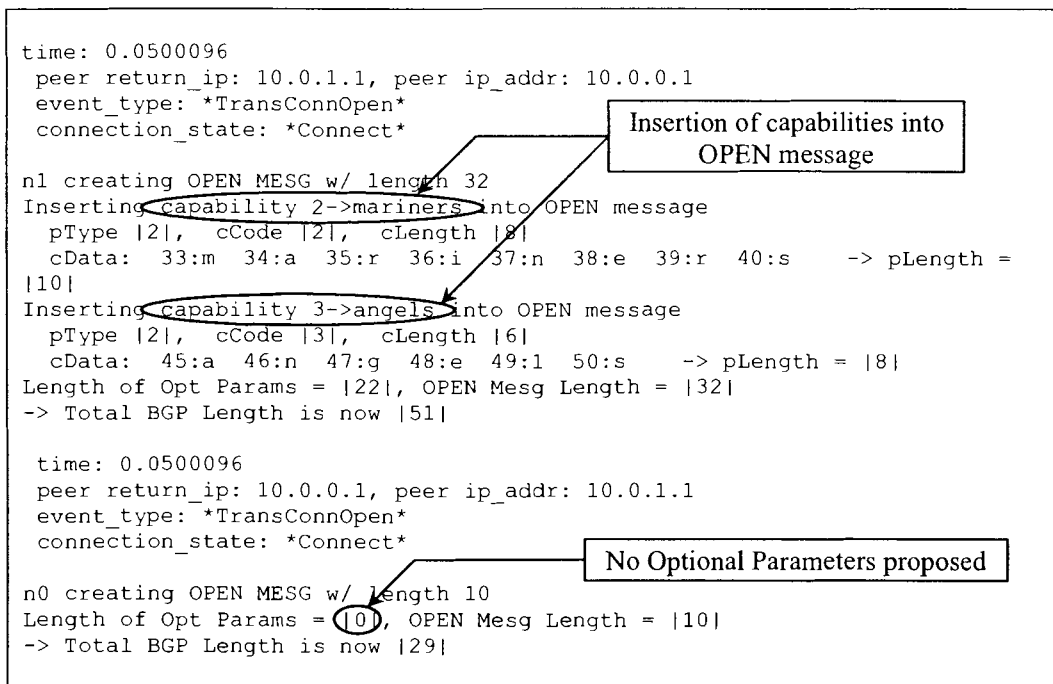 time: 0.0500096
peer return_ip: 10.0.1.1, peer ip_addr: 10.0.0.1
event_type: *TransConnOpen*
connection_state: *Connect*
Insertion of capabilities into
OPEN message
n1 creating OPEN MESG w/ length 32
Inserting capability 2->mariners into OPEN message
pType |2|, cCode |2|, cLength |8|
cData: 33:m 34:a 35:r 36:i 37:n 38:e 39:r 40:s -> pLength =
|10|
Inserting capability 3->angels into OPEN message
pType |2|, cCode |3|, cLength |6|
cData: 45:a 46:n 47:g 48:e 49:l 50:s -> pLength = |8|
Length of Opt Params = |22|, OPEN Mesg Length = |32|
-> Total BGP Length is now |51|
time: 0.0500096
peer return_ip: 10.0.0.1, peer ip_addr: 10.0.1.1
event_type: *TransConnOpen*
connection_state: *Connect*
No Optional Parameters proposed
n0 creating OPEN MESG w/ length 10
Length of Opt Params = |0|, OPEN Mesg Length = |10|
-> Total BGP Length is now |29|